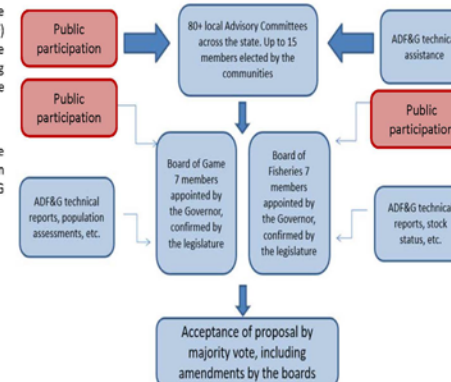 e
)
e
g
e
e
n
G
Public
participation
80+ local Advisory Committees
across the state. Up to 15
members elected by the
communities
ADF&G technical
assistance
Public
participation
Public
participation
Board of Game
7 members
appointed by
the Governor,
confirmed by
the legislature
Board of
Fisheries 7
members
appointed by
the Governor,
confirmed by
the legislature
ADF&G technical
reports, population
assessments, etc.
ADF&G technical
reports, stock
status, etc.
Acceptance of proposal by
majority vote, including
amendments by the boards